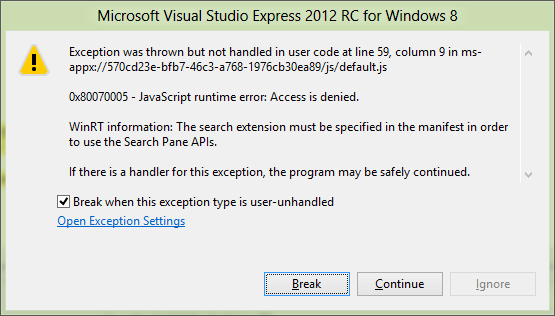 Microsoft Visual Studio Express 2012 RC for Windows 8
Exception was thrown but not handled in user code at line 59, column 9 in ms-
appx://570cd23e-bfb7-46c3-a768-1976cb30ea89/js/default.js
0x80070005 - JavaScript runtime error: Access is denied.
WinRT information: The search extension must be specified in the manifest in order
to use the Search Pane APIs.
If there is a handler for this exception, the program may be safely continued.
Break when this exception type is user-unhandled
Open Exception Settings
Break
Continue
Ignore